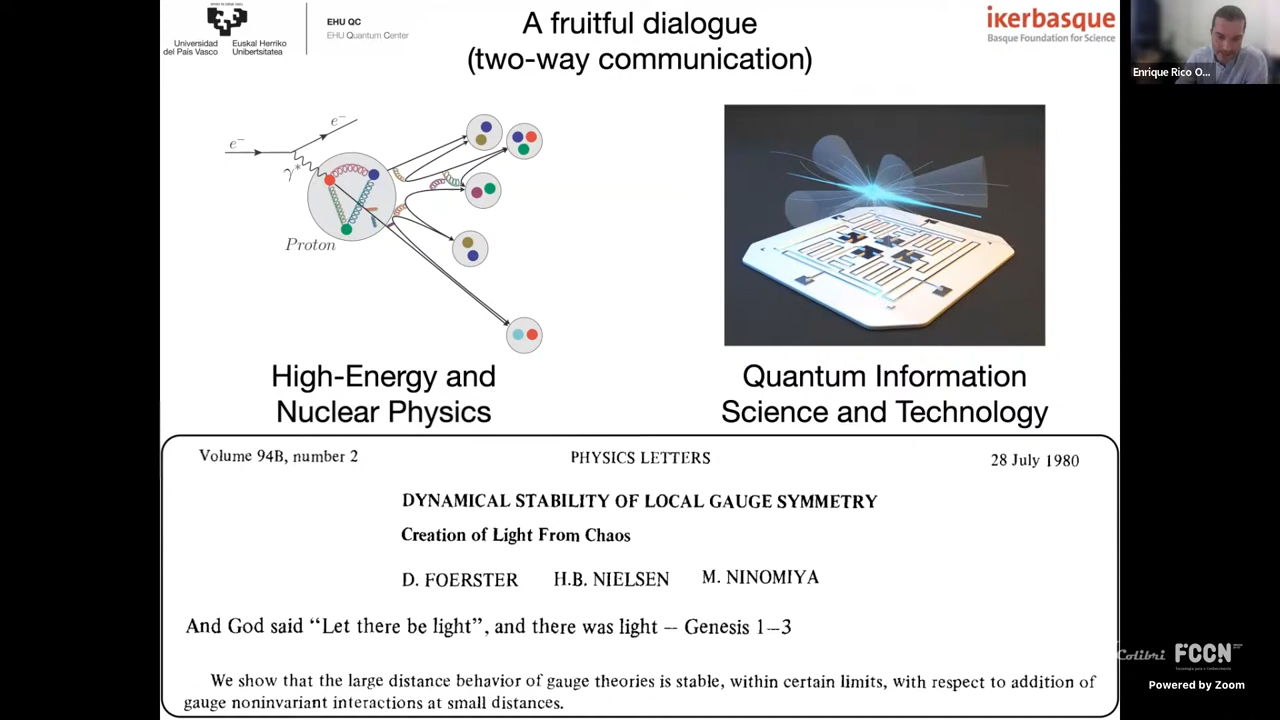 Universidad
del País Vasco
Euskal Herriko
Unibertsitatea
EHU QC
EHU Quantum Center
A fruitful dialogue
(two-way communication)
ikerbasque
Basque Foundation for Science
Enrique Rico O...
e⁻
e⁻
γ*
Proton
High-Energy and
Nuclear Physics
Quantum Information
Science and Technology
Volume 94B, number 2
PHYSICS LETTERS
28 July 1980
DYNAMICAL STABILITY OF LOCAL GAUGE SYMMETRY
Creation of Light From Chaos
D. FOERSTER H.B. NIELSEN M. NINOMIYA
And God said “Let there be light”, and there was light -- Genesis 1–3
We show that the large distance behavior of gauge theories is stable, within certain limits, with respect to addition of
gauge noninvariant interactions at small distances.
Colibri
FCCN
Powered by Zoom